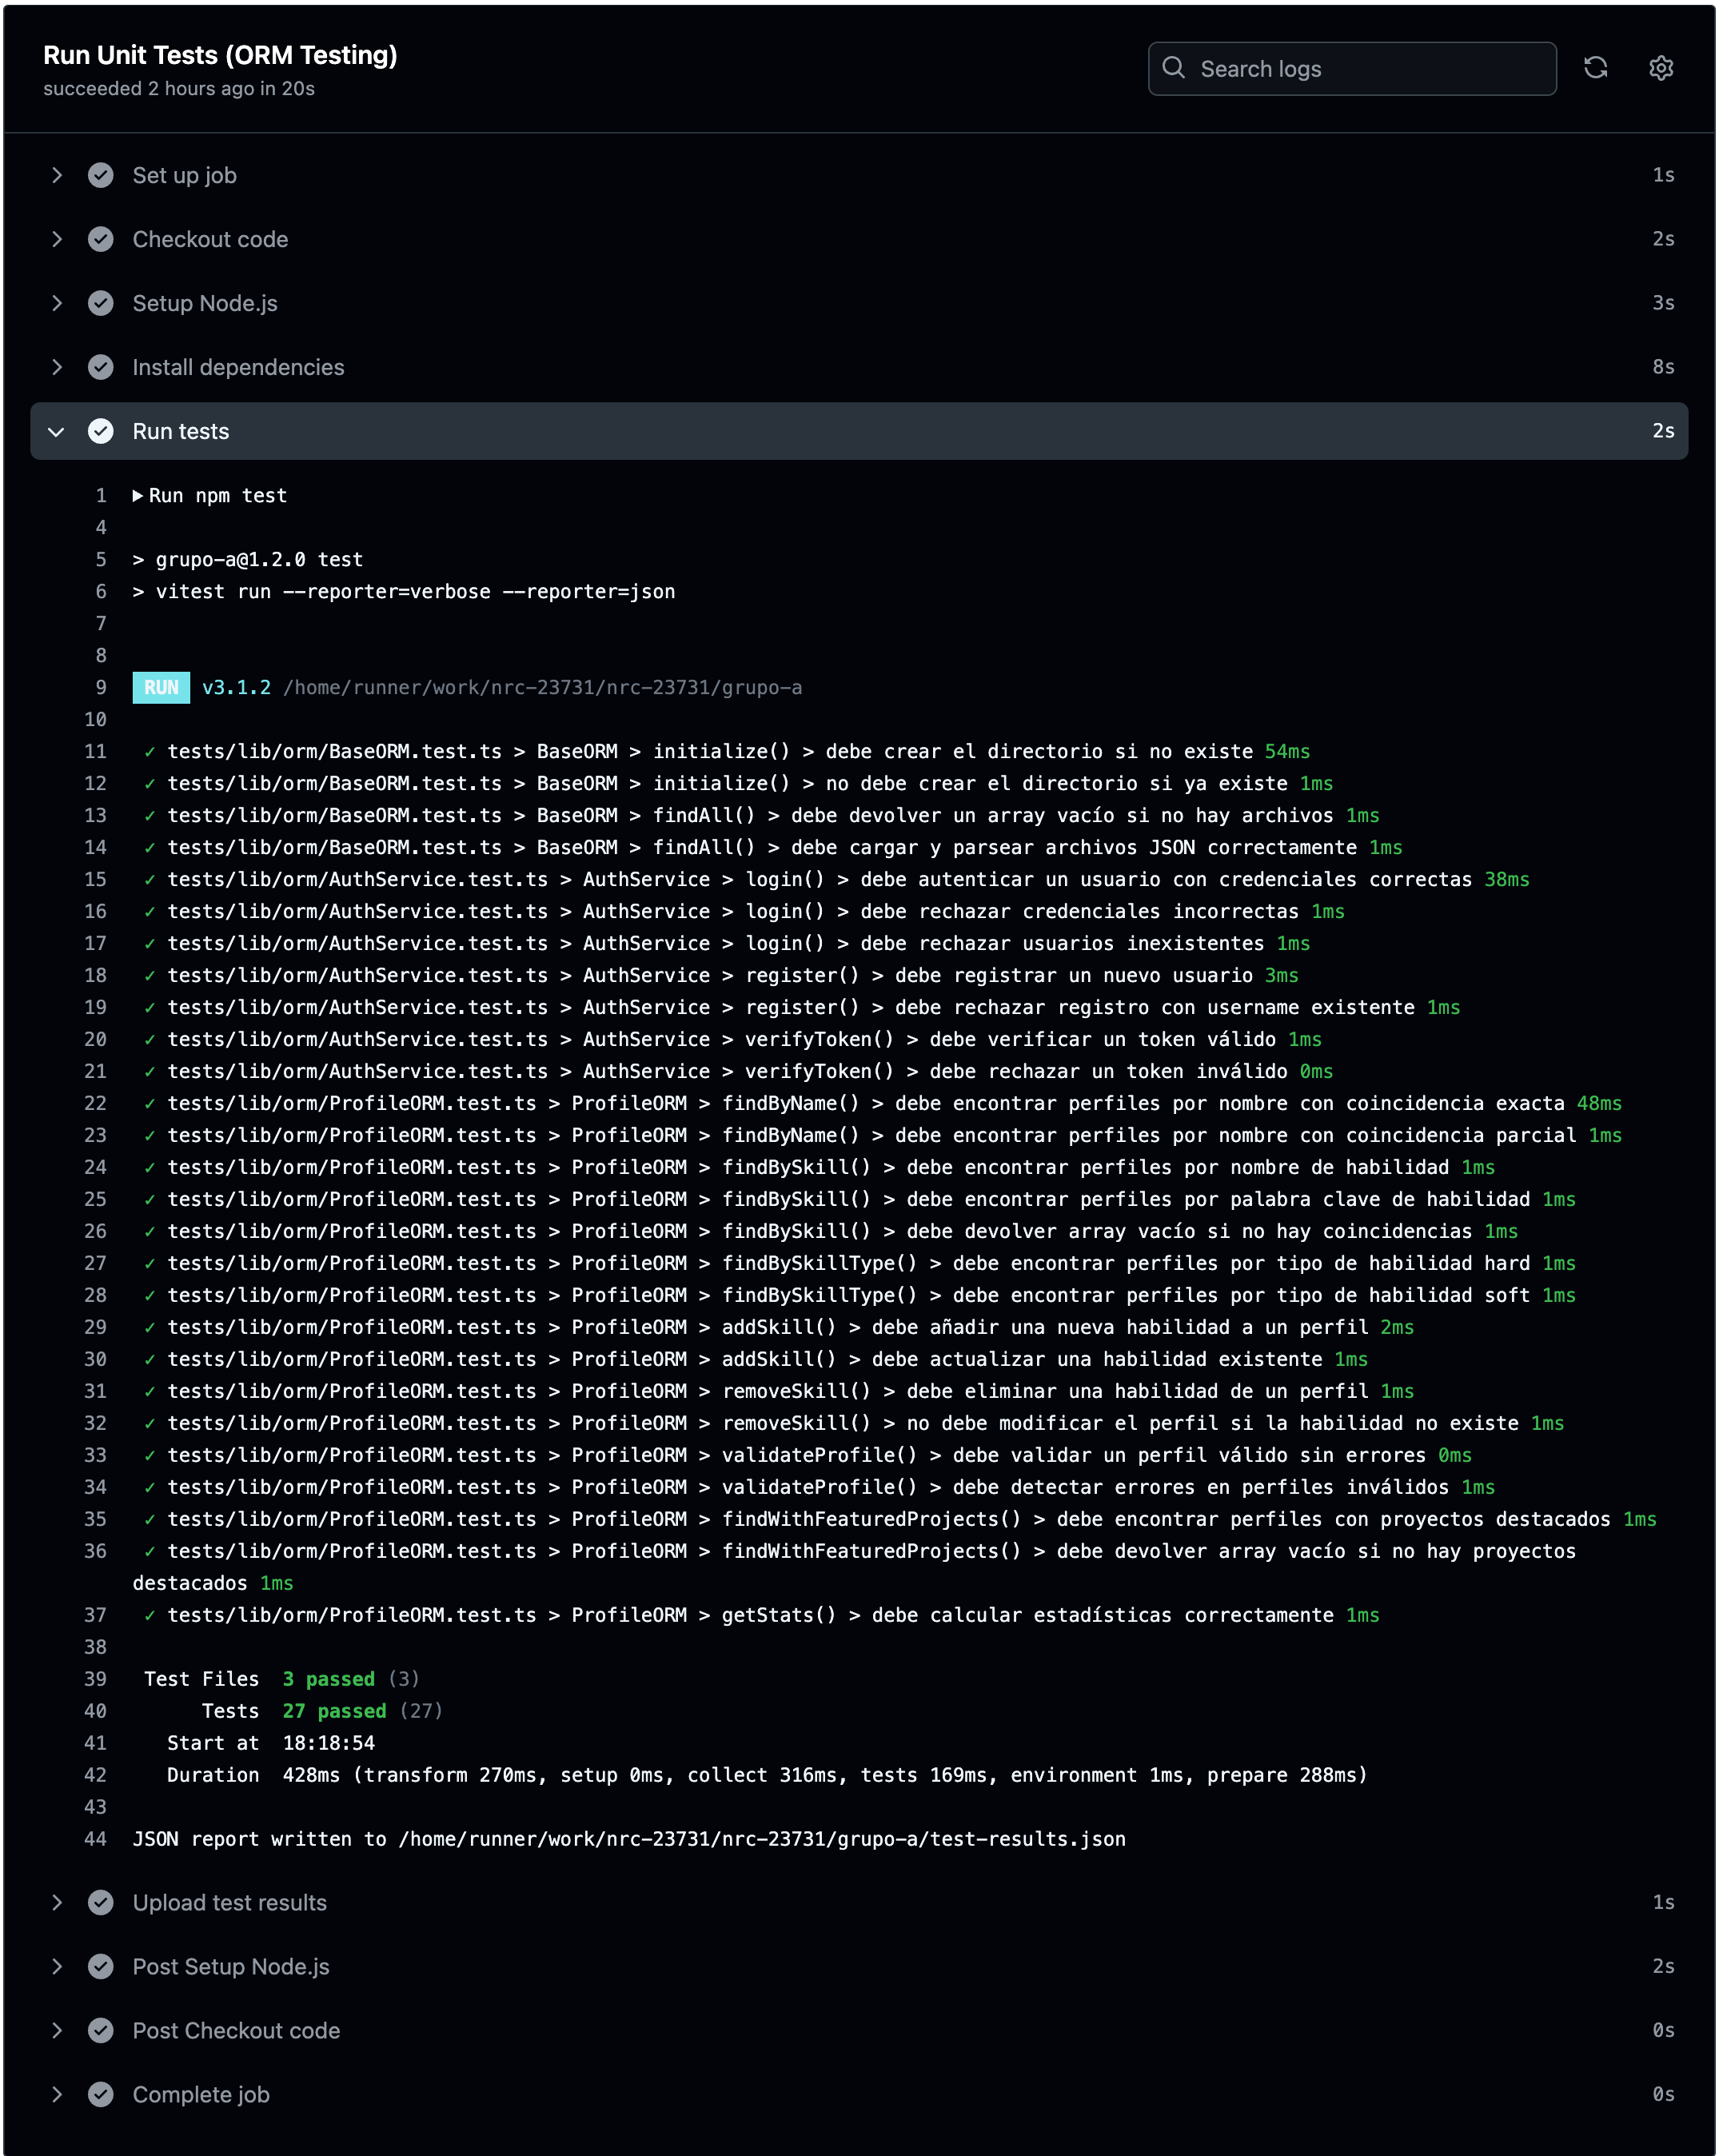 Run Unit Tests (ORM Testing)
succeeded 2 hours ago in 20s
Search logs
Set up job 1s
Checkout code 2s
Setup Node.js 3s
Install dependencies 8s
Run tests 2s
1 Run npm test
4
5 > grupo-a@1.2.0 test
6 > vitest run --reporter=verbose --reporter=json
7
8
9 RUN v3.1.2 /home/runner/work/nrc-23731/nrc-23731/grupo-a
10
11 ✓ tests/lib/orm/BaseORM.test.ts > BaseORM > initialize() > debe crear el directorio si no existe 54ms
12 ✓ tests/lib/orm/BaseORM.test.ts > BaseORM > initialize() > no debe crear el directorio si ya existe 1ms
13 ✓ tests/lib/orm/BaseORM.test.ts > BaseORM > findAll() > debe devolver un array vacío si no hay archivos 1ms
14 ✓ tests/lib/orm/BaseORM.test.ts > BaseORM > findAll() > debe cargar y parsear archivos JSON correctamente 1ms
15 ✓ tests/lib/orm/AuthService.test.ts > AuthService > login() > debe autenticar un usuario con credenciales correctas 38ms
16 ✓ tests/lib/orm/AuthService.test.ts > AuthService > login() > debe rechazar credenciales incorrectas 1ms
17 ✓ tests/lib/orm/AuthService.test.ts > AuthService > login() > debe rechazar usuarios inexistentes 1ms
18 ✓ tests/lib/orm/AuthService.test.ts > AuthService > register() > debe registrar un nuevo usuario 3ms
19 ✓ tests/lib/orm/AuthService.test.ts > AuthService > register() > debe rechazar registro con username existente 1ms
20 ✓ tests/lib/orm/AuthService.test.ts > AuthService > verifyToken() > debe verificar un token válido 1ms
21 ✓ tests/lib/orm/AuthService.test.ts > AuthService > verifyToken() > debe rechazar un token inválido 0ms
22 ✓ tests/lib/orm/ProfileORM.test.ts > ProfileORM > findByName() > debe encontrar perfiles por nombre con coincidencia exacta 48ms
23 ✓ tests/lib/orm/ProfileORM.test.ts > ProfileORM > findByName() > debe encontrar perfiles por nombre con coincidencia parcial 1ms
24 ✓ tests/lib/orm/ProfileORM.test.ts > ProfileORM > findBySkill() > debe encontrar perfiles por nombre de habilidad 1ms
25 ✓ tests/lib/orm/ProfileORM.test.ts > ProfileORM > findBySkill() > debe encontrar perfiles por palabra clave de habilidad 1ms
26 ✓ tests/lib/orm/ProfileORM.test.ts > ProfileORM > findBySkill() > debe devolver array vacío si no hay coincidencias 1ms
27 ✓ tests/lib/orm/ProfileORM.test.ts > ProfileORM > findBySkillType() > debe encontrar perfiles por tipo de habilidad hard 1ms
28 ✓ tests/lib/orm/ProfileORM.test.ts > ProfileORM > findBySkillType() > debe encontrar perfiles por tipo de habilidad soft 1ms
29 ✓ tests/lib/orm/ProfileORM.test.ts > ProfileORM > addSkill() > debe añadir una nueva habilidad a un perfil 2ms
30 ✓ tests/lib/orm/ProfileORM.test.ts > ProfileORM > addSkill() > debe actualizar una habilidad existente 1ms
31 ✓ tests/lib/orm/ProfileORM.test.ts > ProfileORM > removeSkill() > debe eliminar una habilidad de un perfil 1ms
32 ✓ tests/lib/orm/ProfileORM.test.ts > ProfileORM > removeSkill() > no debe modificar el perfil si la habilidad no existe 1ms
33 ✓ tests/lib/orm/ProfileORM.test.ts > ProfileORM > validateProfile() > debe validar un perfil válido sin errores 0ms
34 ✓ tests/lib/orm/ProfileORM.test.ts > ProfileORM > validateProfile() > debe detectar errores en perfiles inválidos 1ms
35 ✓ tests/lib/orm/ProfileORM.test.ts > ProfileORM > findWithFeaturedProjects() > debe encontrar perfiles con proyectos destacados 1ms
36 ✓ tests/lib/orm/ProfileORM.test.ts > ProfileORM > findWithFeaturedProjects() > debe devolver array vacío si no hay proyectos
destacados 1ms
37 ✓ tests/lib/orm/ProfileORM.test.ts > ProfileORM > getStats() > debe calcular estadísticas correctamente 1ms
38
39 Test Files 3 passed (3)
40 Tests 27 passed (27)
41 Start at 18:18:54
42 Duration 428ms (transform 270ms, setup 0ms, collect 316ms, tests 169ms, environment 1ms, prepare 288ms)
43
44 JSON report written to /home/runner/work/nrc-23731/nrc-23731/grupo-a/test-results.json
Upload test results 1s
Post Setup Node.js 2s
Post Checkout code 0s
Complete job 0s